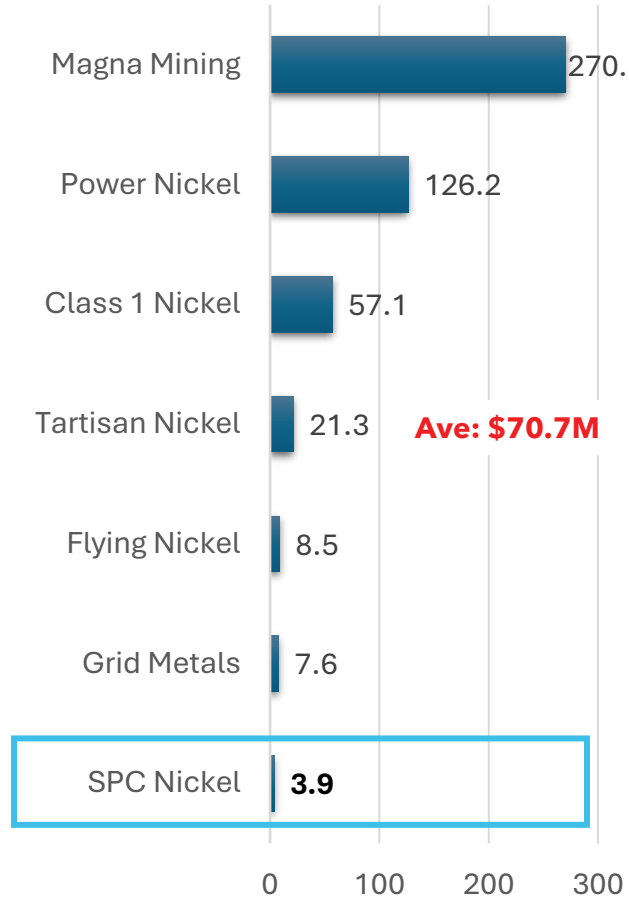 Magna Mining 270.
Power Nickel 126.2
Class 1 Nickel 57.1
Tartisan Nickel 21.3 Ave: $70.7M
Flying Nickel 8.5
Grid Metals 7.6
SPC Nickel 3.9
0 100 200 300